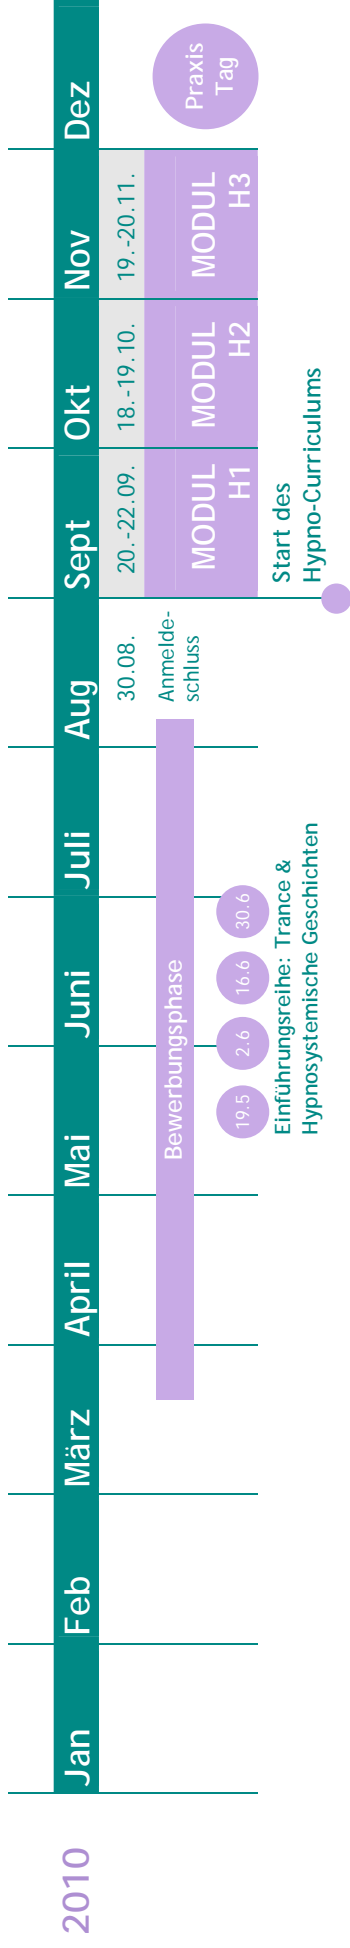 2010
Jan
Feb
März
April
Mai
Juni
Juli
Aug
Sept
Okt
Nov
Dez
30.08.
20.-22.09.
18.-19.10.
19.-20.11.
Bewerbungsphase
Anmelde-
schluss
MODUL
H1
MODUL
H2
MODUL
H3
Praxis
Tag
19.5
2.6
16.6
30.6
Einführungsreihe: Trance &
Hypnosystemische Geschichten
Start des
Hypno-Curriculums